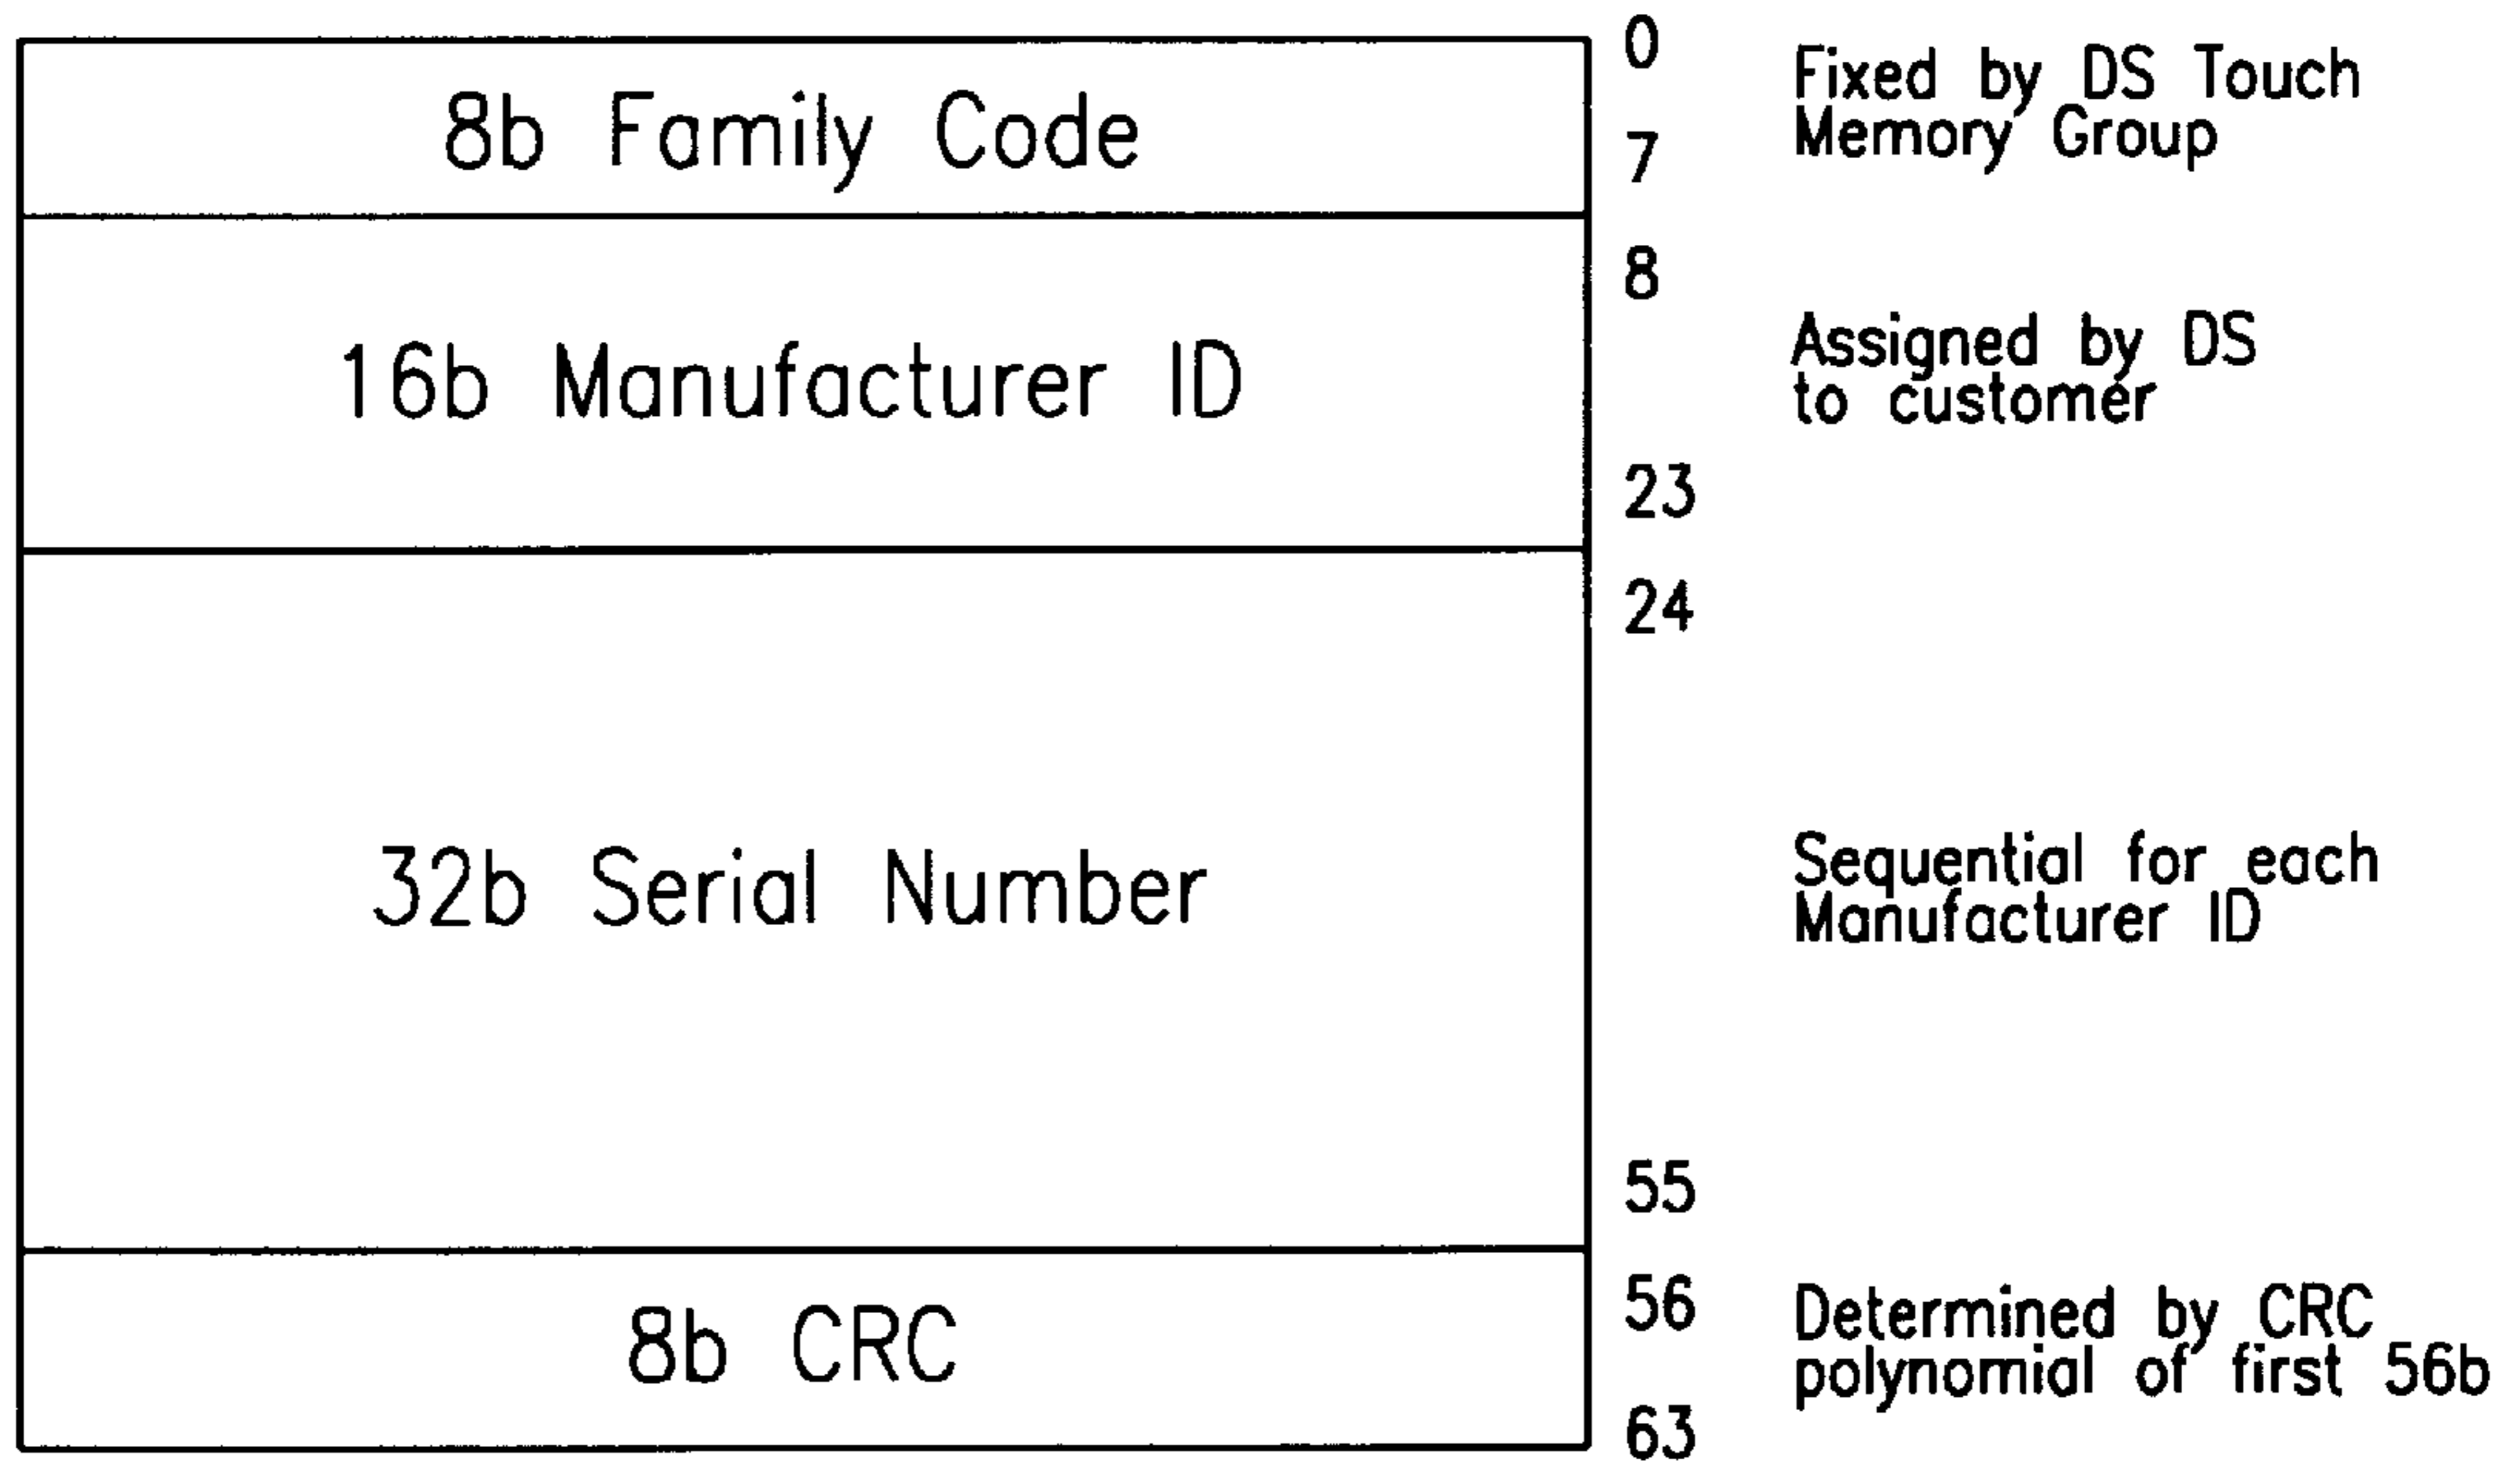 0
8b Family Code
7
Fixed by DS Touch
Memory Group
8
16b Manufacturer ID
23
Assigned by DS
to customer
24
32b Serial Number
55
Sequential for each
Manufacturer ID
56
8b CRC
63
Determined by CRC
polynomial of first 56b